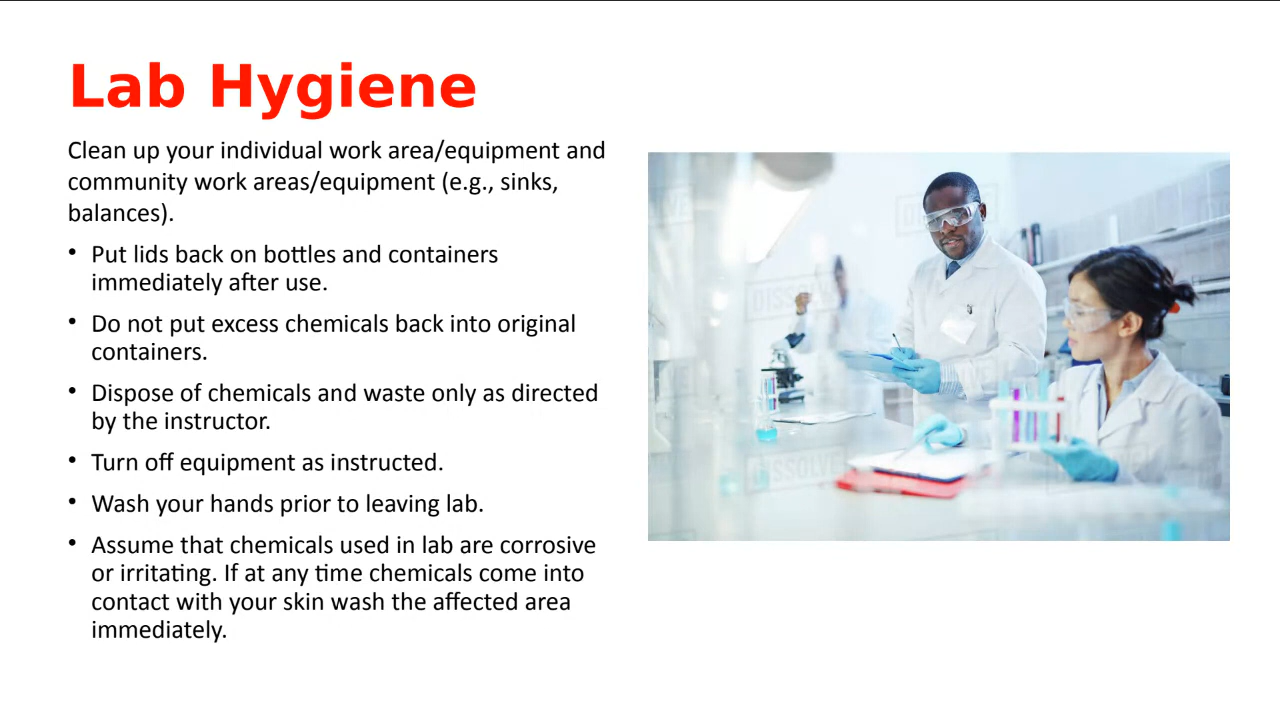 Lab Hygiene
Clean up your individual work area/equipment and
community work areas/equipment (e.g., sinks,
balances).
• Put lids back on bottles and containers
immediately after use.
• Do not put excess chemicals back into original
containers.
• Dispose of chemicals and waste only as directed
by the instructor.
• Turn off equipment as instructed.
• Wash your hands prior to leaving lab.
• Assume that chemicals used in lab are corrosive
or irritating. If at any time chemicals come into
contact with your skin wash the affected area
immediately.